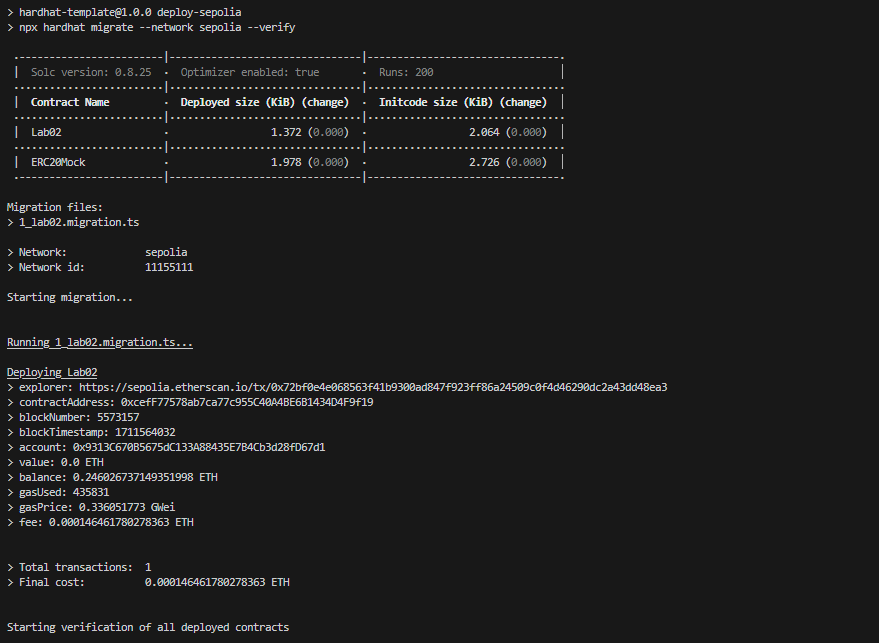 > hardhat-template@1.0.0 deploy-sepolia
> npx hardhat migrate --network sepolia --verify
| Solc version: 0.8.25 · Optimizer enabled: true · Runs: 200 |
| Contract Name · Deployed size (KiB) (change) · Initcode size (KiB) (change) |
| Lab02 · 1.372 (0.000) · 2.064 (0.000) |
| ERC20Mock · 1.978 (0.000) · 2.726 (0.000) |
Migration files:
> 1_lab02.migration.ts
> Network: sepolia
> Network id: 11155111
Starting migration...
Running 1_lab02.migration.ts...
Deploying Lab02
> explorer: https://sepolia.etherscan.io/tx/0x72bf0e4e068563f41b9300ad847f923ff86a24509c0f4d46290dc2a43dd48ea3
> contractAddress: 0xcefF77578ab7ca77c955C40A4BE6B1434D4F9f19
> blockNumber: 5573157
> blockTimestamp: 1711564032
> account: 0x9313C670B5675dC133A88435E7B4Cb3d28fD67d1
> value: 0.0 ETH
> balance: 0.246026737149351998 ETH
> gasUsed: 435831
> gasPrice: 0.336051773 GWei
> fee: 0.000146461780278363 ETH
> Total transactions: 1
> Final cost: 0.000146461780278363 ETH
Starting verification of all deployed contracts